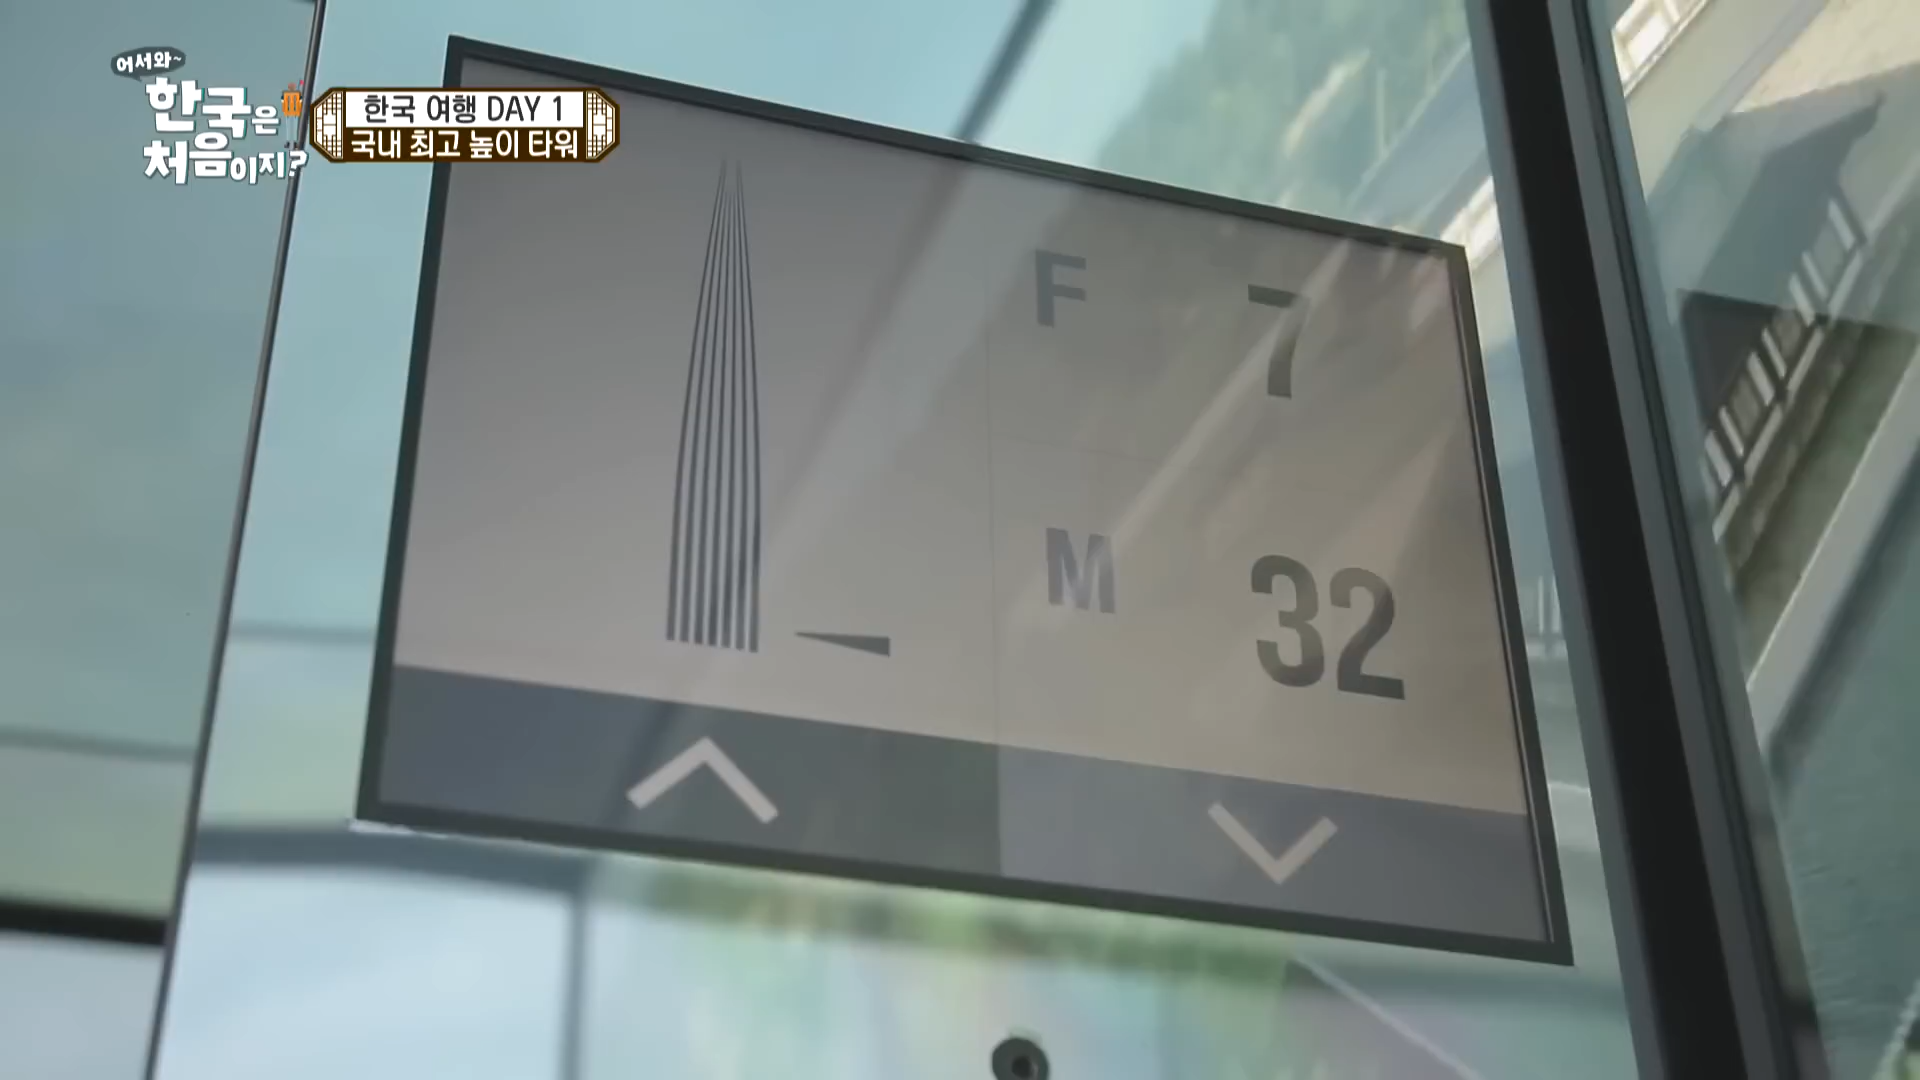 어서와~
한국은
처음이지?
한국 여행 DAY 1
국내 최고 높이 타워
F 7
M 32